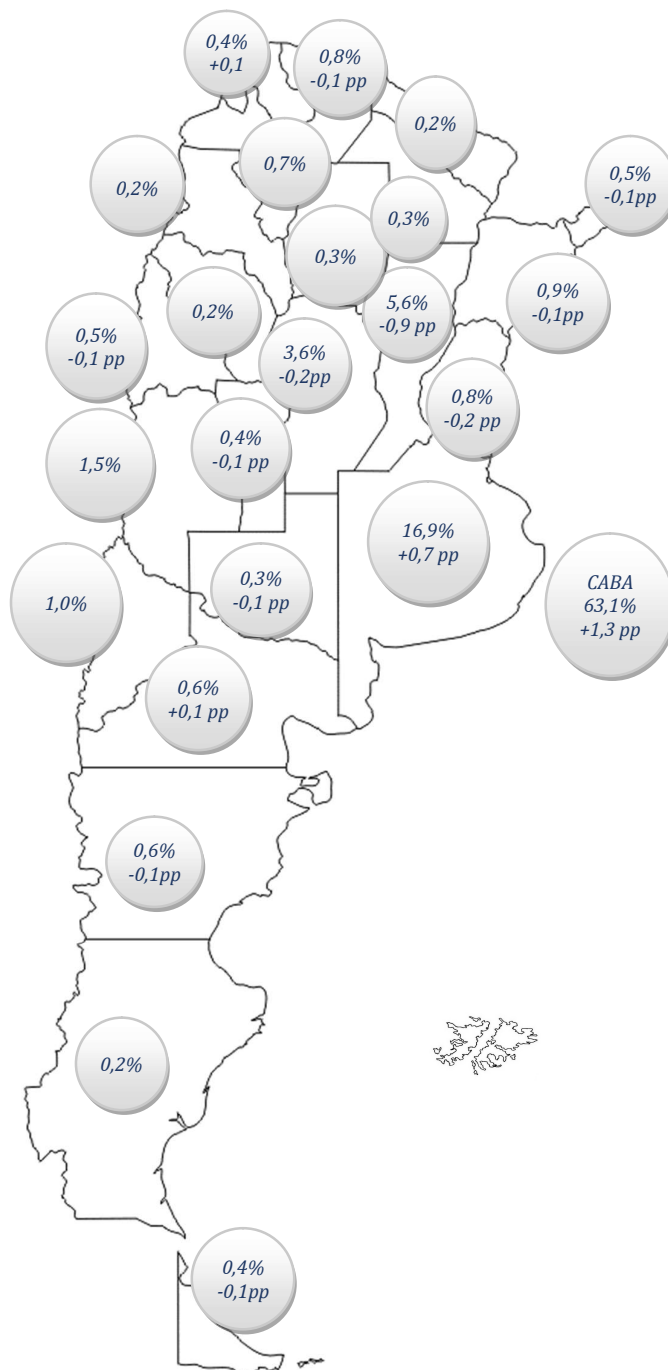 0,4%
+0,1
0,8%
-0,1 pp
0,2%
0,7%
0,2%
0,5%
-0,1pp
0,3%
0,3%
0,2%
5,6%
-0,9 pp
0,9%
-0,1pp
0,5%
-0,1 pp
3,6%
-0,2pp
0,8%
-0,2 pp
0,4%
-0,1 pp
1,5%
16,9%
+0,7 pp
CABA
63,1%
+1,3 pp
0,3%
-0,1 pp
1,0%
0,6%
+0,1 pp
0,6%
-0,1pp
0,2%
0,4%
-0,1pp